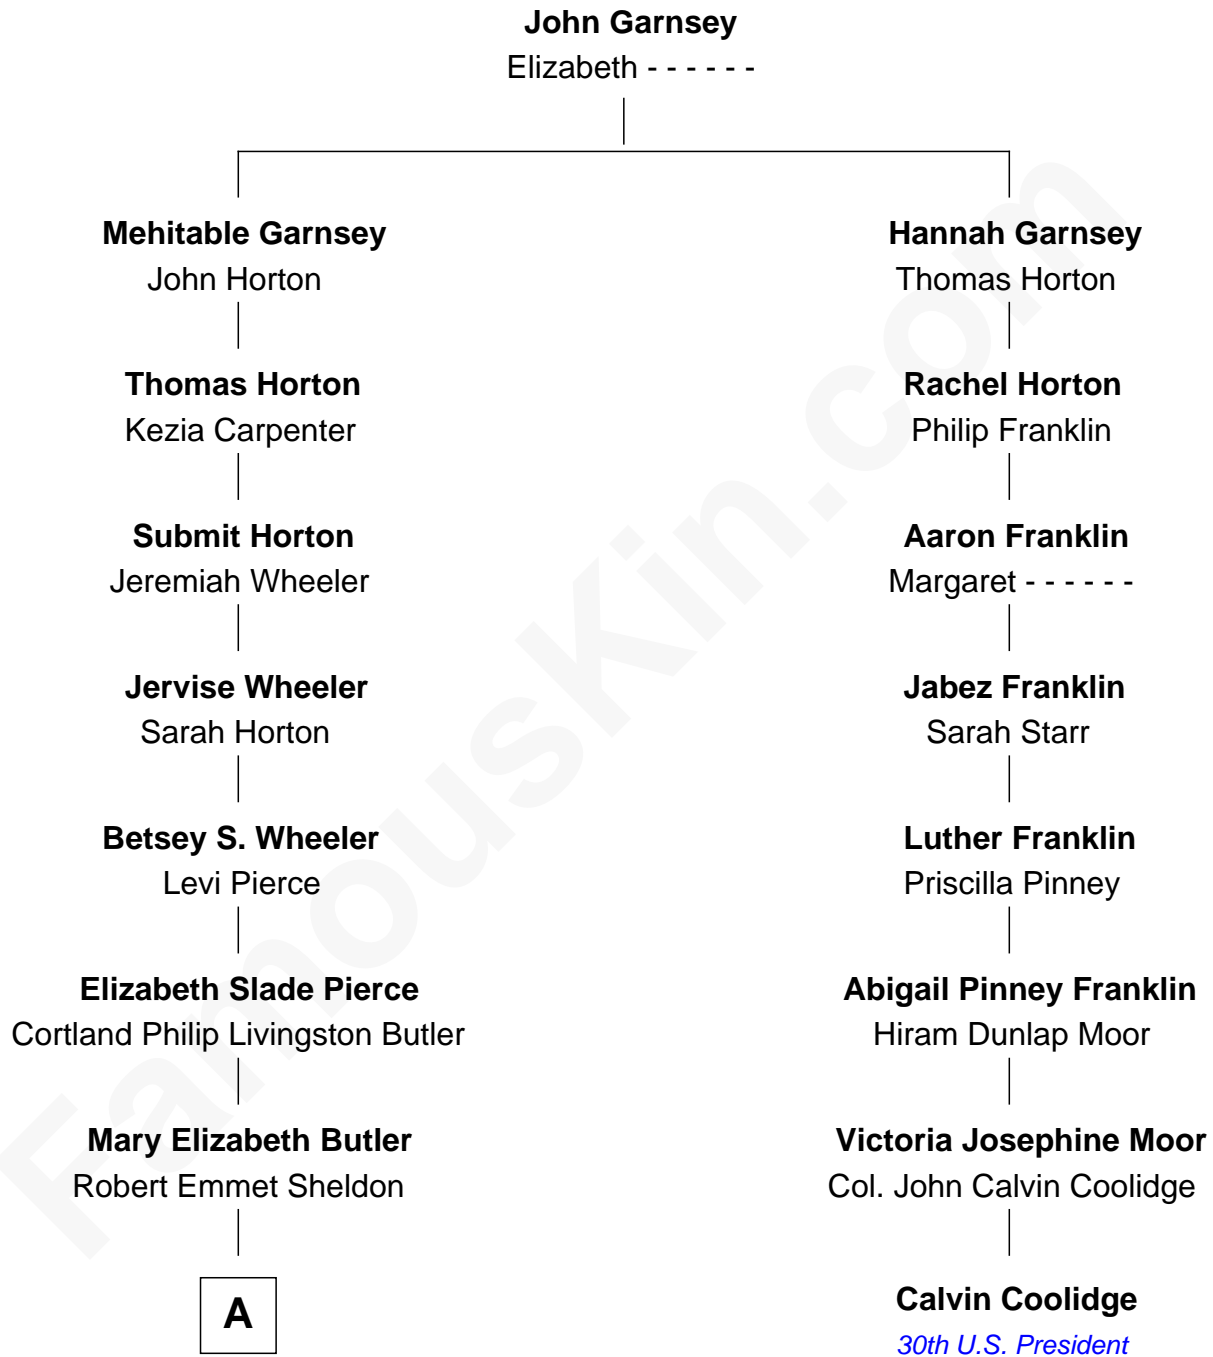 John Garnsey
Elizabeth - - - - - -
Mehitable Garnsey
John Horton
Hannah Garnsey
Thomas Horton
Thomas Horton
Kezia Carpenter
Rachel Horton
Philip Franklin
Submit Horton
Jeremiah Wheeler
Aaron Franklin
Margaret - - - - - -
Jervise Wheeler
Sarah Horton
Jabez Franklin
Sarah Starr
Betsey S. Wheeler
Levi Pierce
Luther Franklin
Priscilla Pinney
Elizabeth Slade Pierce
Cortland Philip Livingston Butler
Abigail Pinney Franklin
Hiram Dunlap Moor
Mary Elizabeth Butler
Robert Emmet Sheldon
Victoria Josephine Moor
Col. John Calvin Coolidge
A
Calvin Coolidge
30th U.S. President
FamousKin.com